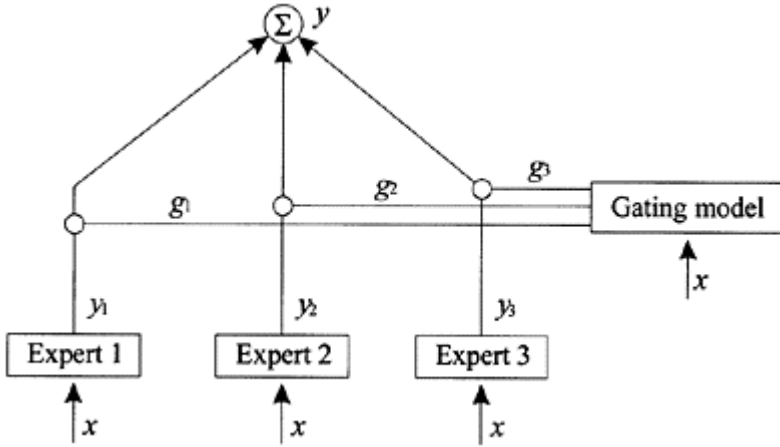 Σ y
g3
g1 g2
Gating model
x
y1 y2 y3
Expert 1 Expert 2 Expert 3
x x x